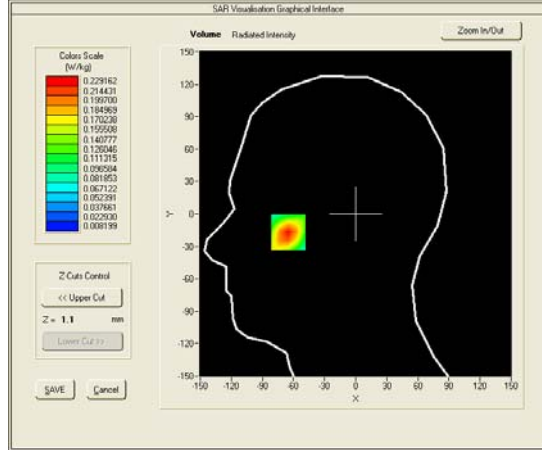 SAR Visualisation Graphical Interface
Volume Radiated Intensity
Zoom In/Out
Colors Scale
(W/kg)
0.229162
0.214431
0.199700
0.184969
0.170238
0.155508
0.140777
0.126046
0.111315
0.096584
0.081853
0.067122
0.052391
0.037661
0.022930
0.008199
Z-Cuts Control
<< Upper Cut
Z = 1.1 mm
Lower Cut >>
SAVE Cancel
150-
120-
90-
60-
30-
0-
-30-
-60-
-90-
-120-
-150-
Y
-150 -120 -90 -60 -30 0 30 60 90 120 150
X